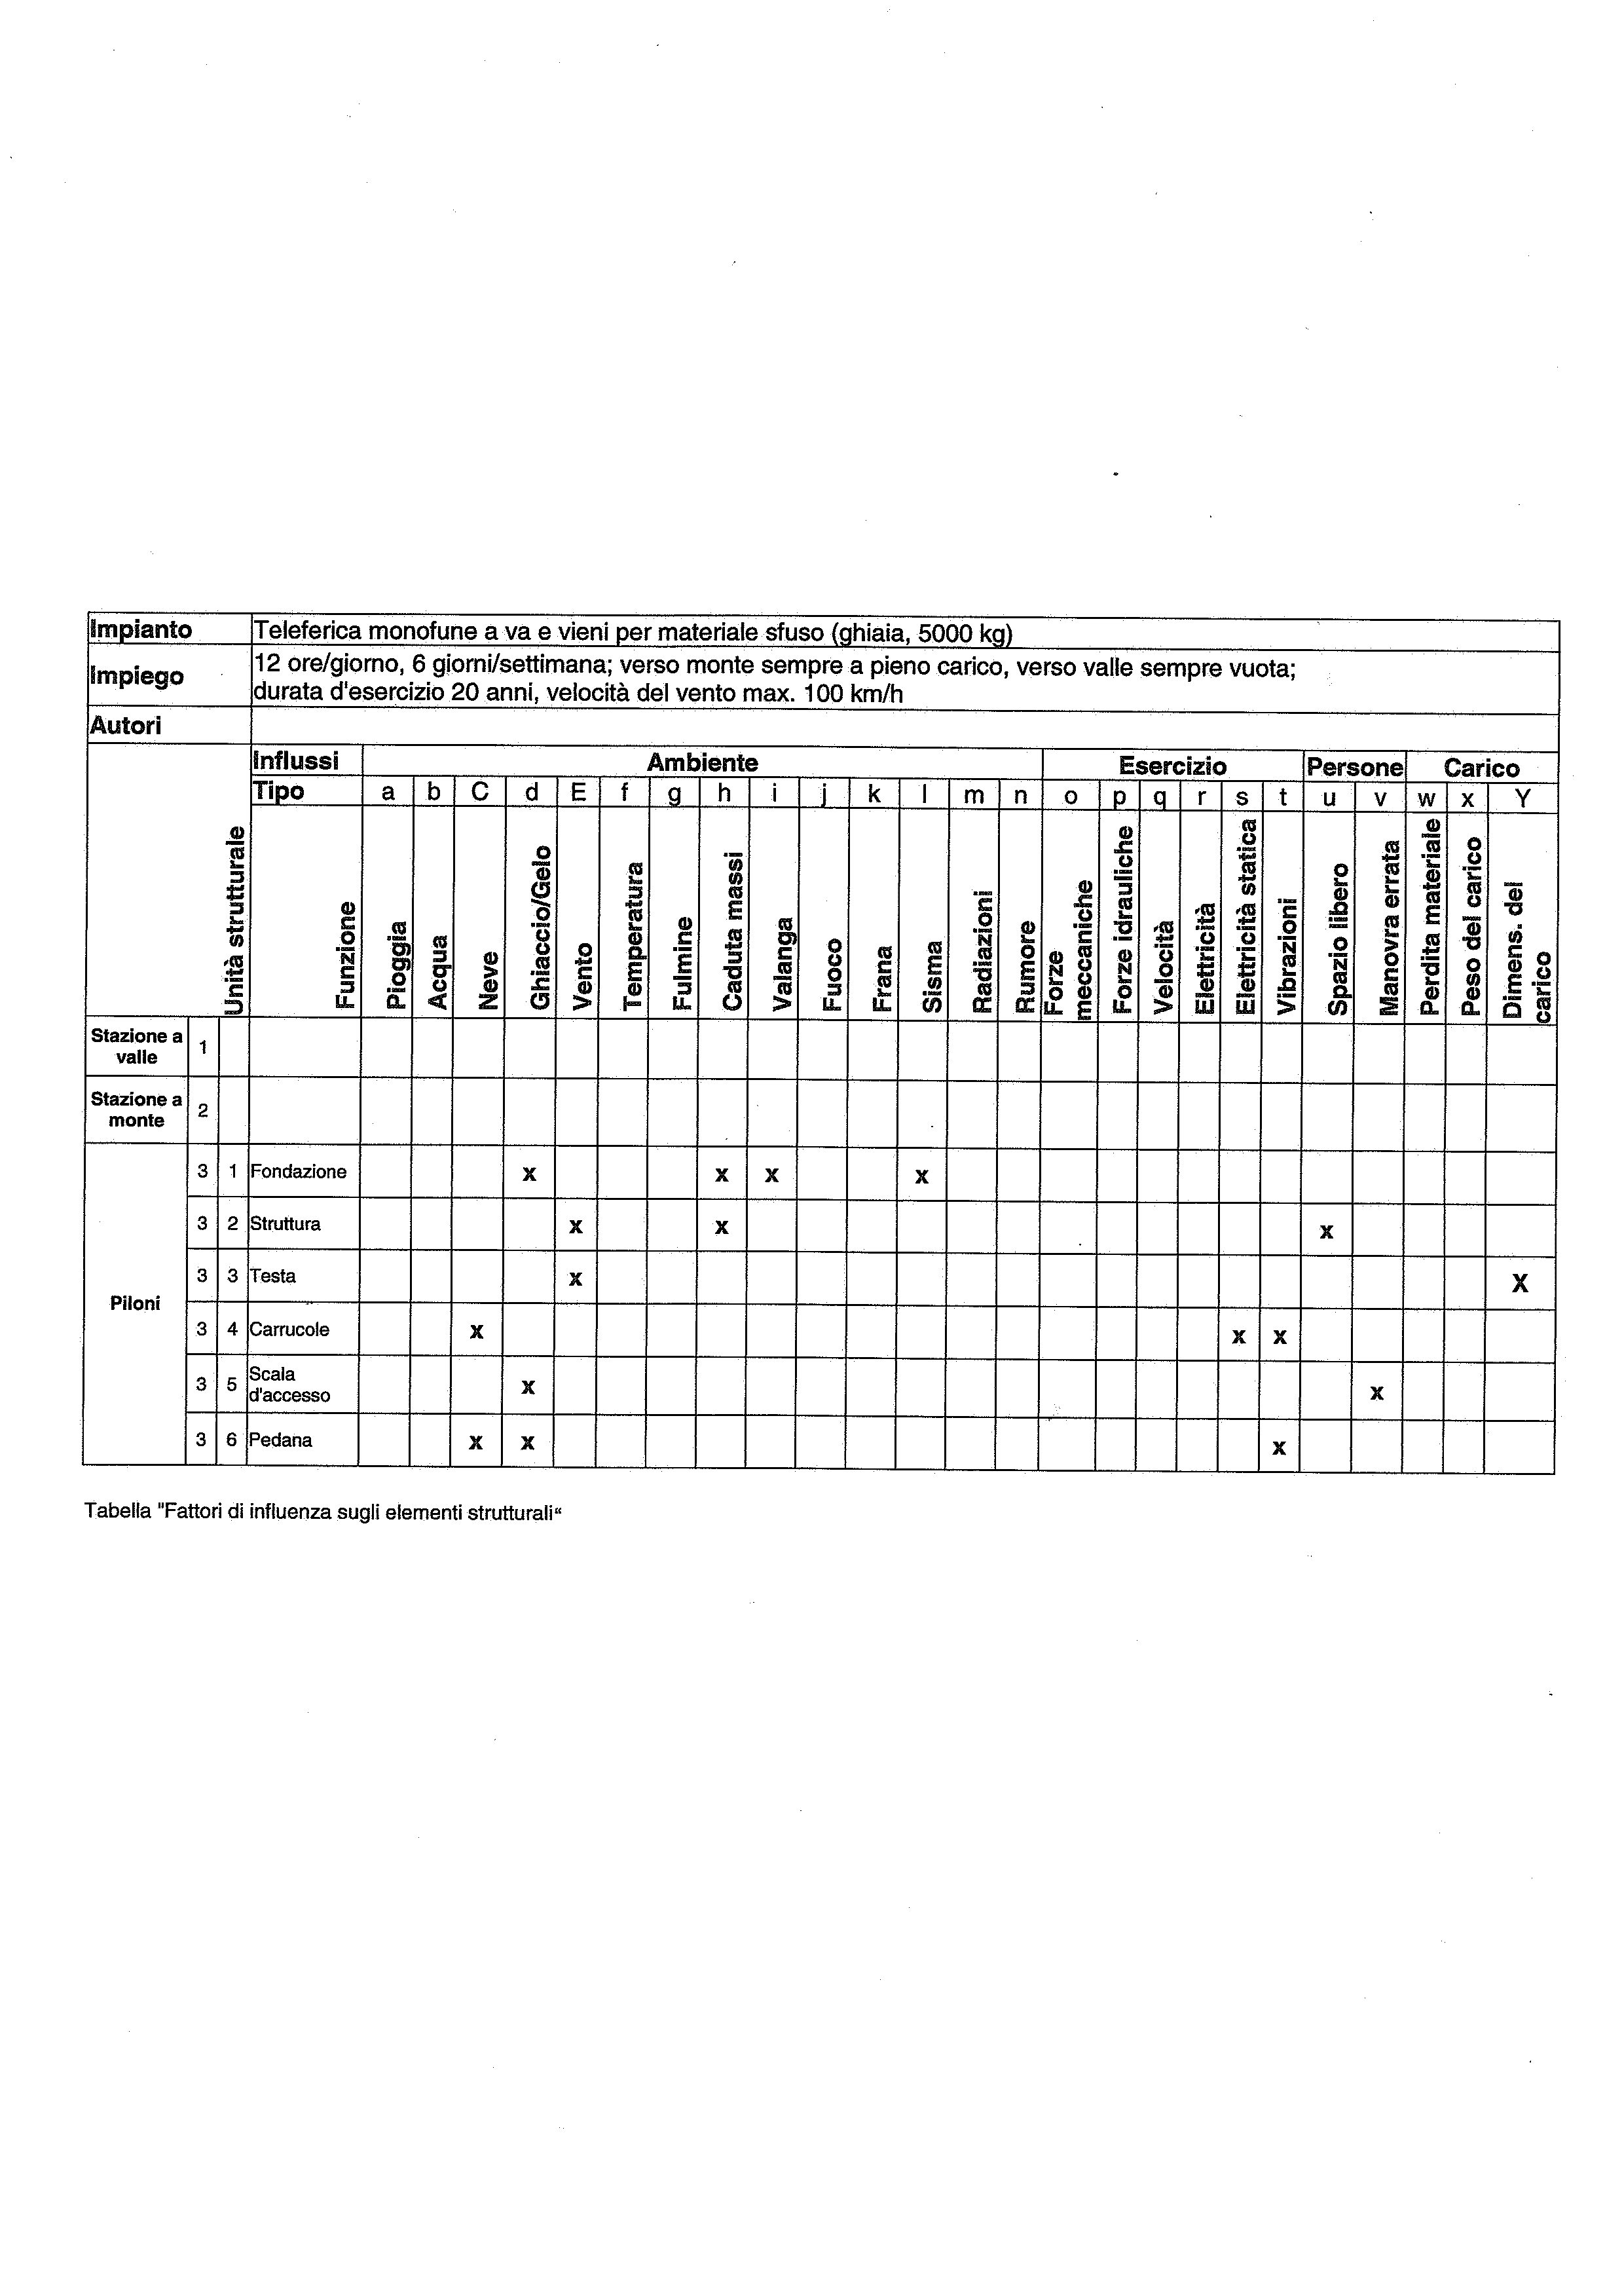 Impianto Teleferica monofune a va e vieni per materiale sfuso (ghiaia, 5000 kg)
Impiego 12 ore/giorno, 6 giorni/settimana; verso monte sempre a pieno carico, verso valle sempre vuota;
durata d'esercizio 20 anni, velocità del vento max. 100 km/h
Autori
Influssi Ambiente Esercizio Persone Carico
Tipo a b C d E f g h i j k l m n o p q r s t u v w x Y
Unità strutturale
Funzione
Pioggia
Acqua
Neve
Ghiaccio/Gelo
Vento
Temperatura
Fulmine
Caduta massi
Valanga
Fuoco
Frana
Sisma
Radiazioni
Rumore
Forze
meccaniche
Forze idrauliche
Velocità
Elettricità
Elettricità statica
Vibrazioni
Spazio libero
Manovra errata
Perdita materiale
Peso del carico
Dimens. del
carico
Stazione a
valle 1
Stazione a
monte 2
Piloni
3 1 Fondazione x x x x
3 2 Struttura x x x
3 3 Testa x X
3 4 Carrucole x x x
3 5 Scala
d'accesso x x
3 6 Pedana x x x
Tabella "Fattori di influenza sugli elementi strutturali“